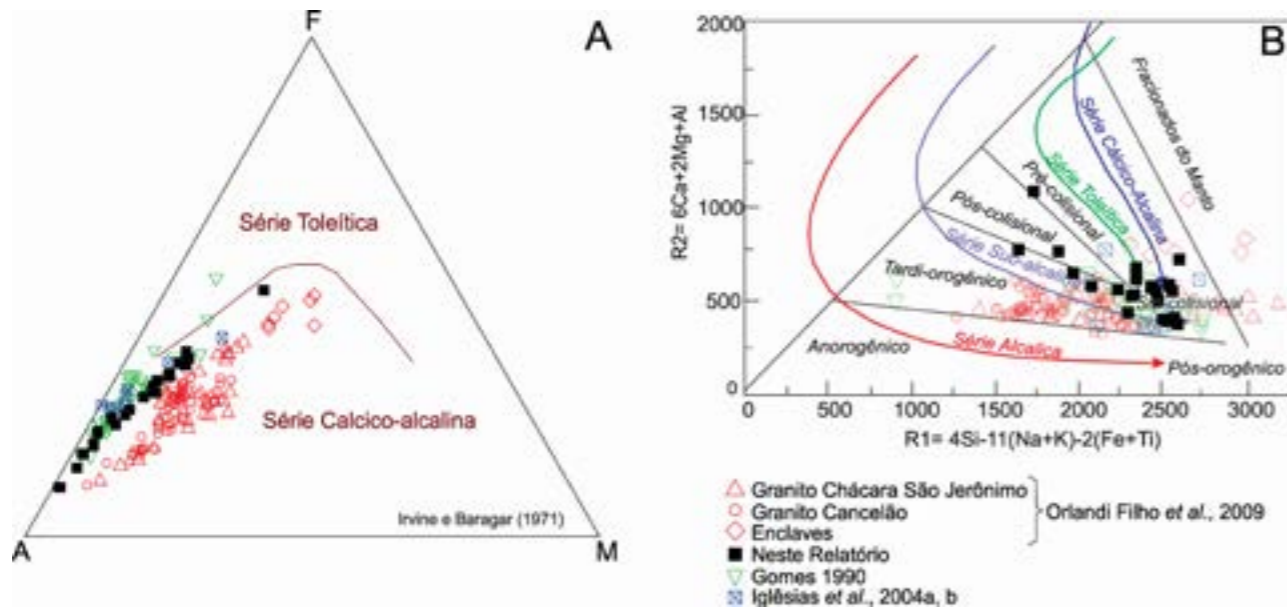 A
F
Série Toleítica
Série Calcico-alcalina
Irvine e Baragar (1971)
A
M
B
2000
1500
1000
500
0
R2= 6Ca+2Mg+Al
Fracionados do Manto
Série Cálcico-Alcalina
Série Toleítica
Pré-colisional
Pós-colisional
Série Sub-alcalina
Tardi-orogênico
colisional
Anorogênico
Série Alcalica
Pós-orogênico
0
500
1000
1500
2000
2500
3000
R1= 4Si-11(Na+K)-2(Fe+Ti)
Granito Chácara São Jerônimo
Granito Cancelão
Enclaves
Orlandi Filho et al., 2009
Neste Relatório
Gomes 1990
Iglésias et al., 2004a, b